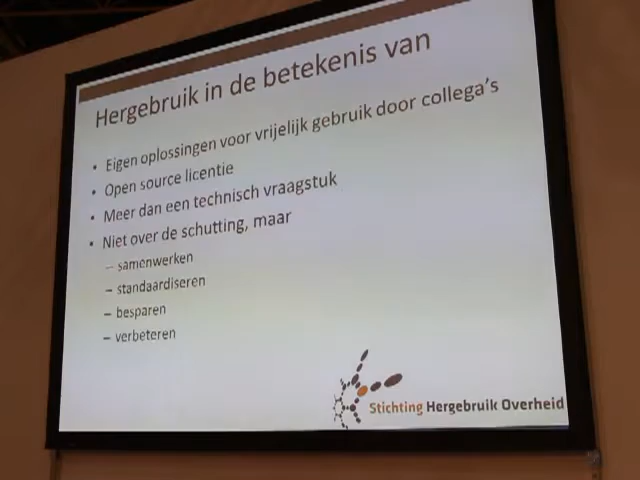 Hergebruik in de betekenis van
• Eigen oplossingen voor vrijelijk gebruik door collega's
• Open source licentie
• Meer dan een technisch vraagstuk
• Niet over de schutting, maar
– samenwerken
– standaardiseren
– besparen
– verbeteren
Stichting Hergebruik Overheid